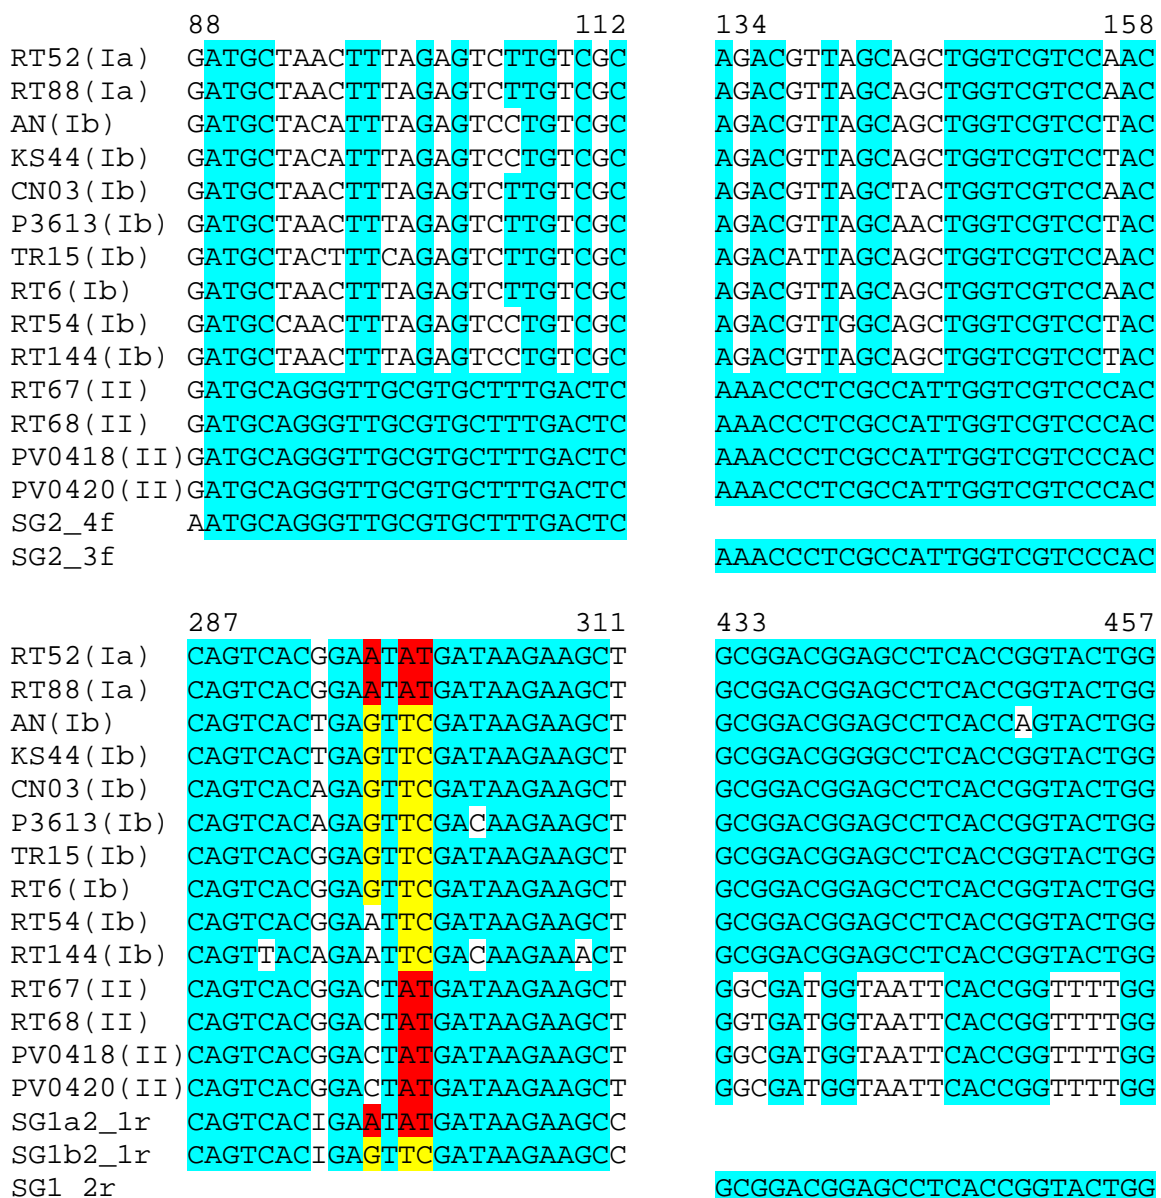 88 112 134 158
RT52(Ia) GATGCTAACTTTAGAGTCTTGTCGC AGACGTTAGCAGCTGGTCGTCCAAC
RT88(Ia) GATGCTAACTTTAGAGTCTTGTCGC AGACGTTAGCAGCTGGTCGTCCAAC
AN(Ib) GATGCTACATTTAGAGTCCTGTCGC AGACGTTAGCAGCTGGTCGTCCTAC
KS44(Ib) GATGCTACATTTAGAGTCCTGTCGC AGACGTTAGCAGCTGGTCGTCCTAC
CN03(Ib) GATGCTAACTTTAGAGTCTTGTCGC AGACGTTAGCTACTGGTCGTCCAAC
P3613(Ib) GATGCTAACTTTAGAGTCTTGTCGC AGACGTTAGCAACTGGTCGTCCTAC
TR15(Ib) GATGCTACTTTCAGAGTCTTGTCGC AGACATTAGCAGCTGGTCGTCCAAC
RT6(Ib) GATGCTAACTTTAGAGTCTTGTCGC AGACGTTAGCAGCTGGTCGTCCAAC
RT54(Ib) GATGCCAACTTTAGAGTCCTGTCGC AGACGTTGGCAGCTGGTCGTCCTAC
RT144(Ib) GATGCTAACTTTAGAGTCCTGTCGC AGACGTTAGCAGCTGGTCGTCCTAC
RT67(II) GATGCAGGGTTGCGTGCTTTGACTC AAACCCTCGCCATTGGTCGTCCCAC
RT68(II) GATGCAGGGTTGCGTGCTTTGACTC AAACCCTCGCCATTGGTCGTCCCAC
PV0418(II) GATGCAGGGTTGCGTGCTTTGACTC AAACCCTCGCCATTGGTCGTCCCAC
PV0420(II) GATGCAGGGTTGCGTGCTTTGACTC AAACCCTCGCCATTGGTCGTCCCAC
SG2_4f AATGCAGGGTTGCGTGCTTTGACTC
SG2_3f AAACCCTCGCCATTGGTCGTCCCAC
287 311 433 457
RT52(Ia) CAGTCACGGAATATGATAAGAAGCT GCGGACGGAGCCTCACCGGTACTGG
RT88(Ia) CAGTCACGGAATATGATAAGAAGCT GCGGACGGAGCCTCACCGGTACTGG
AN(Ib) CAGTCACTGAGTTCGATAAGAAGCT GCGGACGGAGCCTCACCAGTACTGG
KS44(Ib) CAGTCACTGAGTTCGATAAGAAGCT GCGGACGGGGCCTCACCGGTACTGG
CN03(Ib) CAGTCACAGAGTTCGATAAGAAGCT GCGGACGGAGCCTCACCGGTACTGG
P3613(Ib) CAGTCACAGAGTTCGACAAGAAGCT GCGGACGGAGCCTCACCGGTACTGG
TR15(Ib) CAGTCACGGAGTTCGATAAGAAGCT GCGGACGGAGCCTCACCGGTACTGG
RT6(Ib) CAGTCACGGAGTTCGATAAGAAGCT GCGGACGGAGCCTCACCGGTACTGG
RT54(Ib) CAGTCACGGAATTCGATAAGAAGCT GCGGACGGAGCCTCACCGGTACTGG
RT144(Ib) CAGTTACAGAATTCGACAAGAAACT GCGGACGGAGCCTCACCGGTACTGG
RT67(II) CAGTCACGGACTATGATAAGAAGCT GGCGATGGTAATTCACCGGTTTTGG
RT68(II) CAGTCACGGACTATGATAAGAAGCT GGTGATGGTAATTCACCGGTTTTGG
PV0418(II) CAGTCACGGACTATGATAAGAAGCT GGCGATGGTAATTCACCGGTTTTGG
PV0420(II) CAGTCACGGACTATGATAAGAAGCT GGCGATGGTAATTCACCGGTTTTGG
SG1a2_1r CAGTCACIGAATATGATAAGAAGCC
SG1b2_1r CAGTCACIGAGTTCGATAAGAAGCC
SG1 2r GCGGACGGAGCCTCACCGGTACTGG